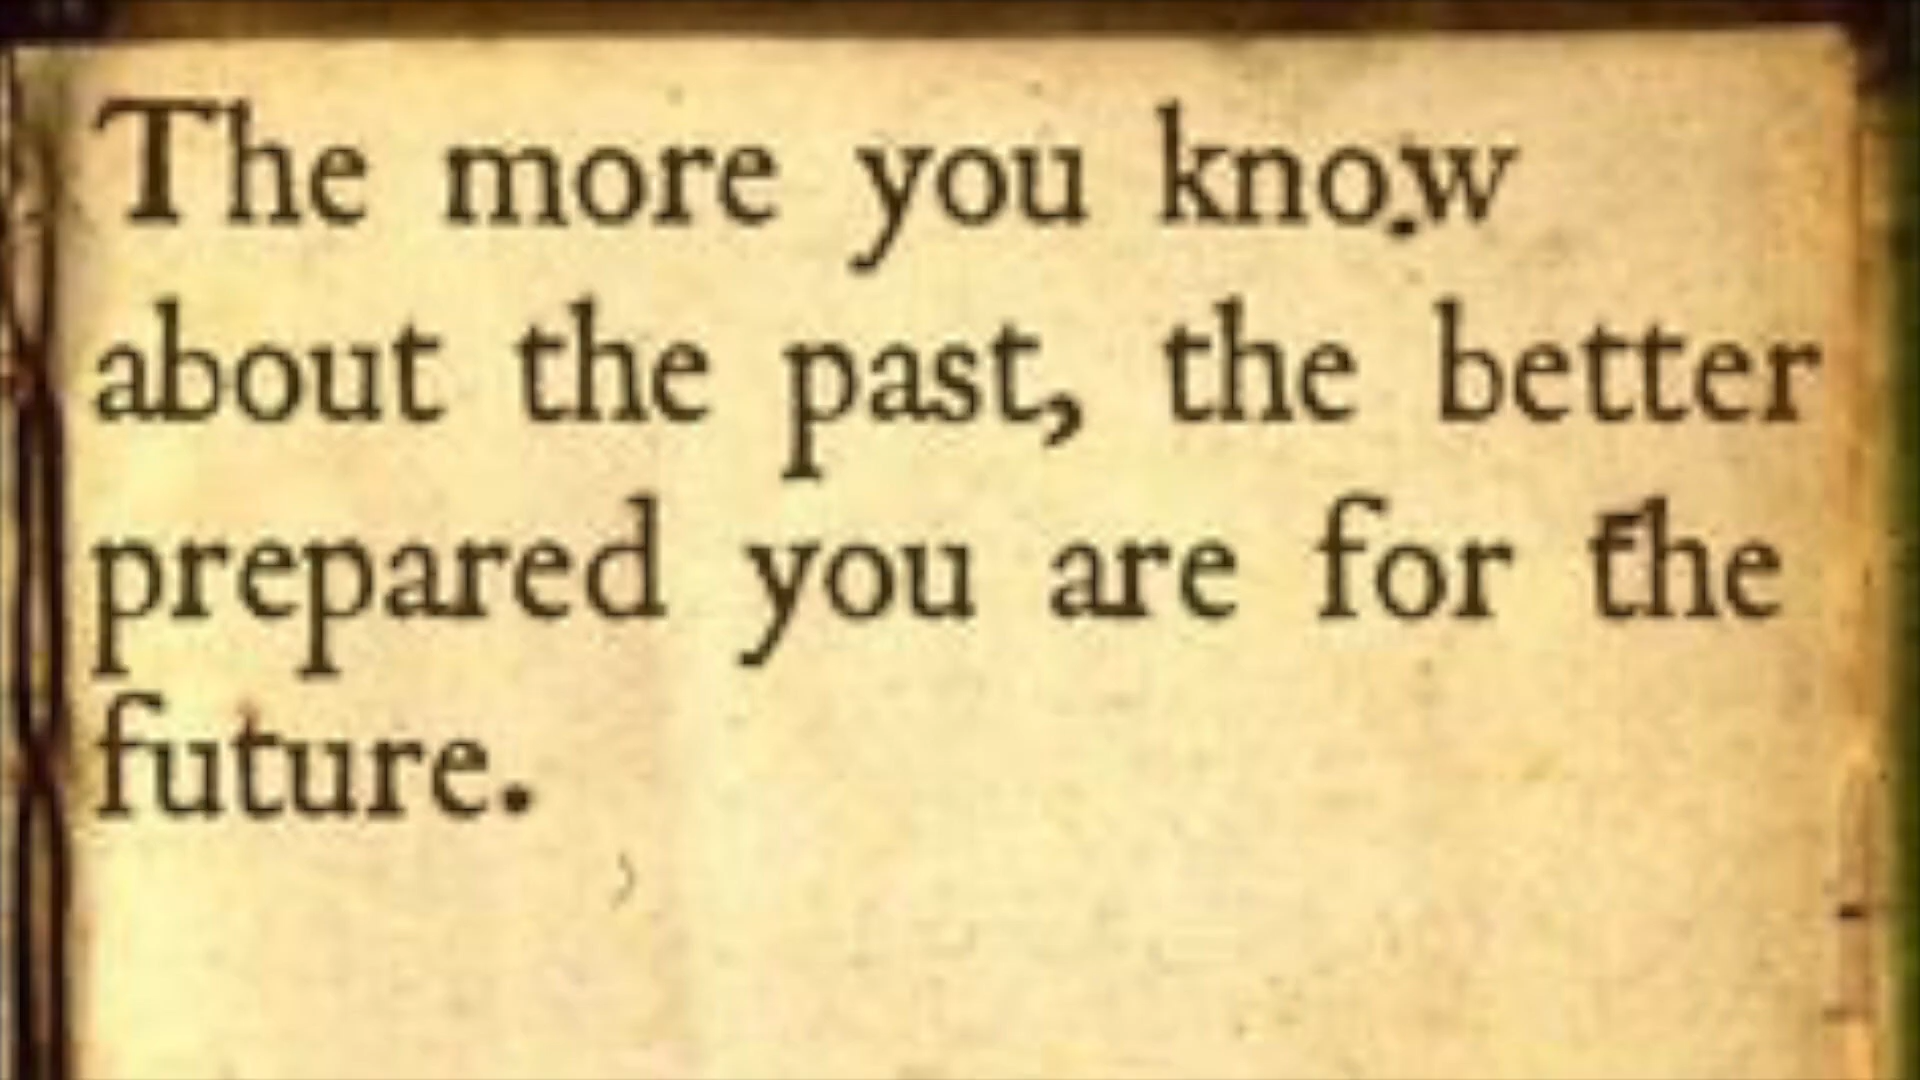 The more you know
about the past, the better
prepared you are for the
future.